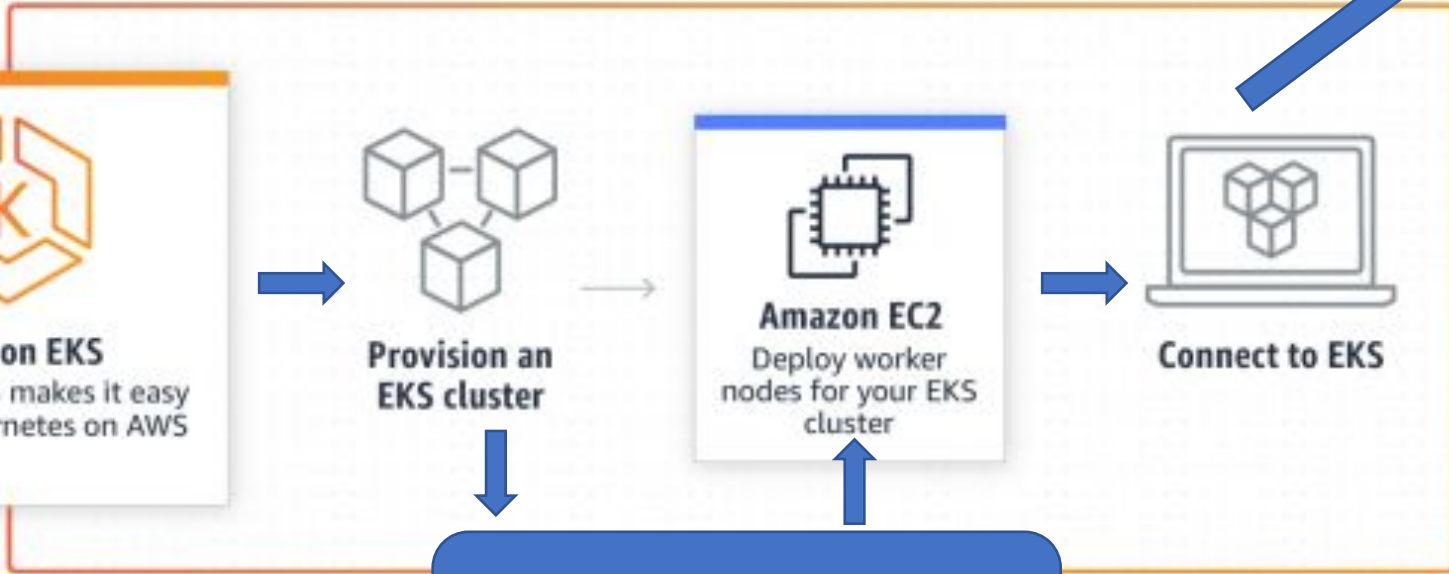 K
on EKS
makes it easy
netes on AWS
Provision an
EKS cluster
Amazon EC2
Deploy worker
nodes for your EKS
cluster
Connect to EKS